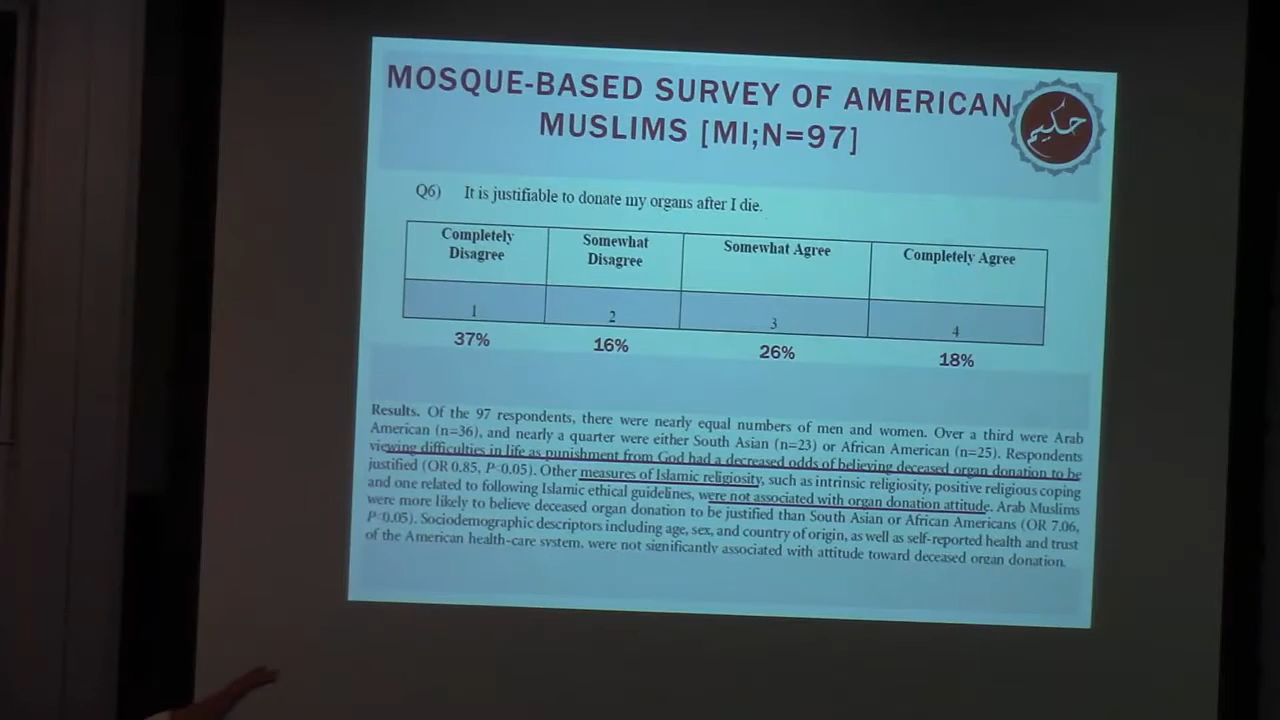 MOSQUE-BASED SURVEY OF AMERICAN
MUSLIMS [MI;N=97]
حكيم
Q6) It is justifiable to donate my organs after I die.
Completely Disagree
Somewhat Disagree
Somewhat Agree
Completely Agree
1
2
3
4
37%
16%
26%
18%
Results. Of the 97 respondents, there were nearly equal numbers of men and women. Over a third were Arab
American (n=36), and nearly a quarter were either South Asian (n=23) or African American (n=25). Respondents
viewing difficulties in life as punishment from God had a decreased odds of believing deceased organ donation to be
justified (OR 0.85, P<0.05). Other measures of Islamic religiosity, such as intrinsic religiosity, positive religious coping
and one related to following Islamic ethical guidelines, were not associated with organ donation attitude. Arab Muslims
were more likely to believe deceased organ donation to be justified than South Asian or African Americans (OR 7.06,
P<0.05). Sociodemographic descriptors including age, sex, and country of origin, as well as self-reported health and trust
of the American health-care system, were not significantly associated with attitude toward deceased organ donation.